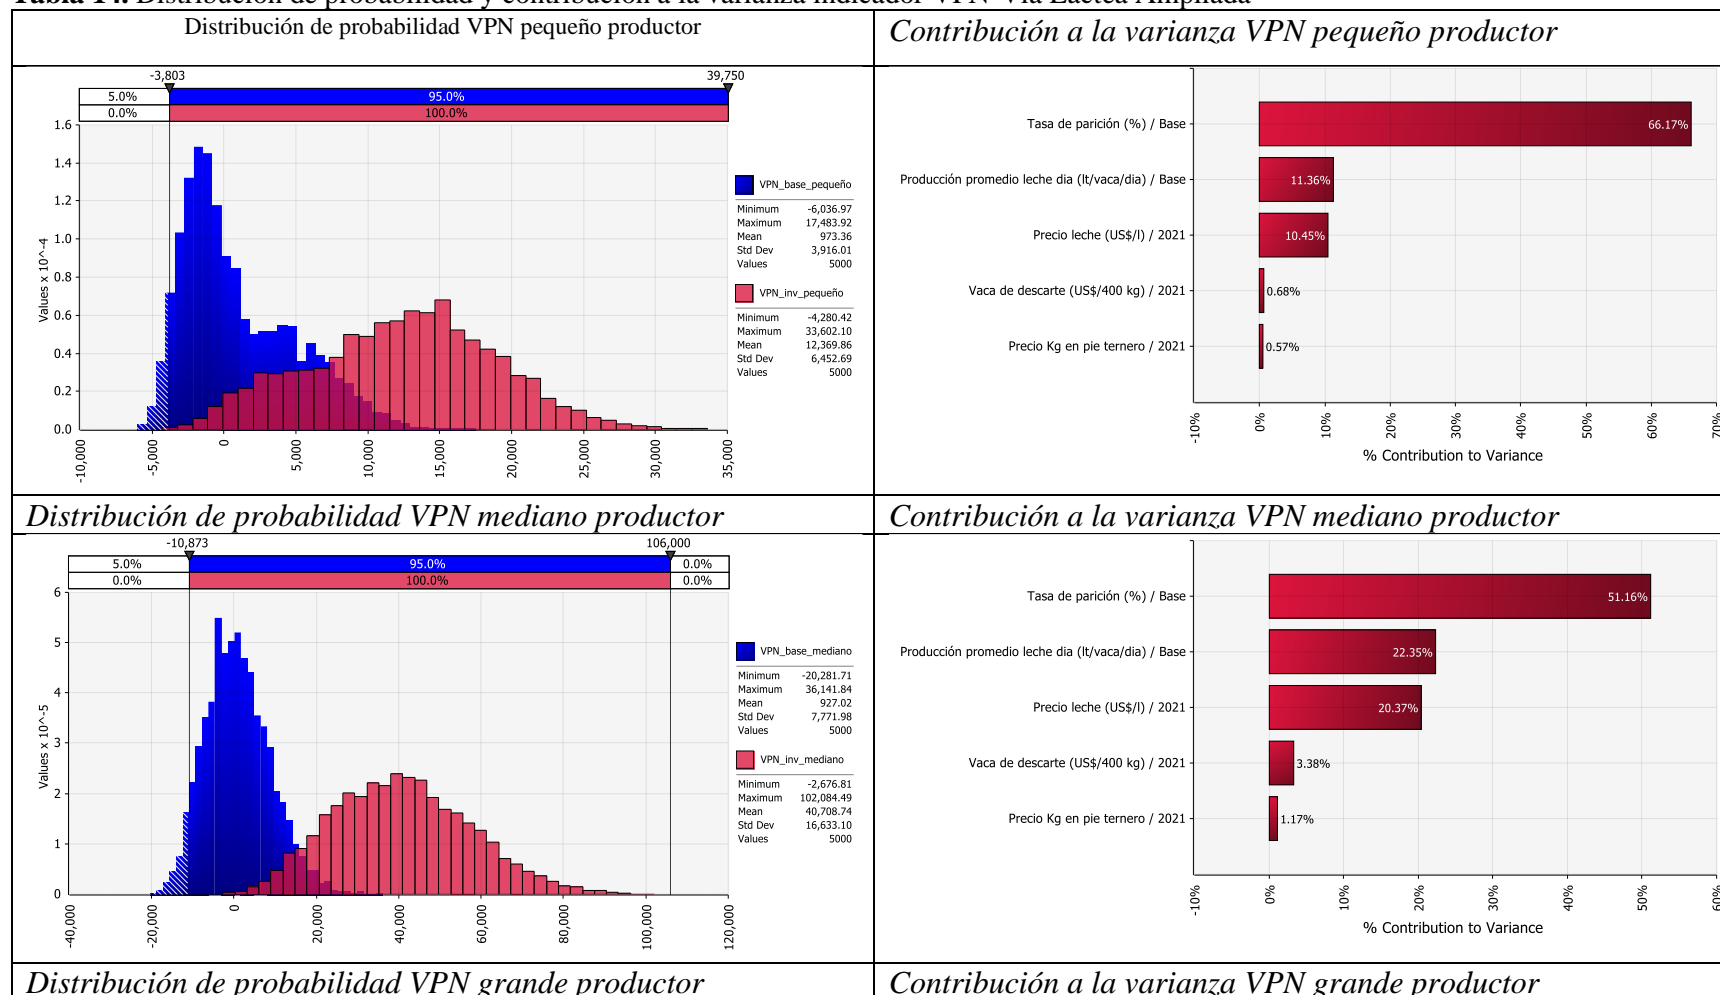 Tabla 14. Distribución de probabilidad y contribución a la varianza indicador VPN Vía Láctea Ampliada
Distribución de probabilidad VPN pequeño productor
Contribución a la varianza VPN pequeño productor
-3,803
39,750
5.0%
95.0%
0.0%
100.0%
1.6
1.4
1.2
1.0
0.8
0.6
0.4
0.2
0.0
Values x 10^-4
-10,000
-5,000
0
5,000
10,000
15,000
20,000
25,000
30,000
35,000
VPN_base_pequeño
Minimum -6,036.97
Maximum 17,483.92
Mean 973.36
Std Dev 3,916.01
Values 5000
VPN_inv_pequeño
Minimum -4,280.42
Maximum 33,602.10
Mean 12,369.86
Std Dev 6,452.69
Values 5000
Tasa de parición (%) / Base
66.17%
Producción promedio leche dia (lt/vaca/dia) / Base
11.36%
Precio leche (US$/l) / 2021
10.45%
Vaca de descarte (US$/400 kg) / 2021
0.68%
Precio Kg en pie ternero / 2021
0.57%
-10%
0%
10%
20%
30%
40%
50%
60%
70%
% Contribution to Variance
Distribución de probabilidad VPN mediano productor
Contribución a la varianza VPN mediano productor
-10,873
106,000
5.0%
95.0%
0.0%
0.0%
100.0%
0.0%
6
5
4
3
2
1
0
Values x 10^-5
-40,000
-20,000
0
20,000
40,000
60,000
80,000
100,000
120,000
VPN_base_mediano
Minimum -20,281.71
Maximum 36,141.84
Mean 927.02
Std Dev 7,771.98
Values 5000
VPN_inv_mediano
Minimum -2,676.81
Maximum 102,084.49
Mean 40,708.74
Std Dev 16,633.10
Values 5000
Tasa de parición (%) / Base
51.16%
Producción promedio leche dia (lt/vaca/dia) / Base
22.35%
Precio leche (US$/l) / 2021
20.37%
Vaca de descarte (US$/400 kg) / 2021
3.38%
Precio Kg en pie ternero / 2021
1.17%
-10%
0%
10%
20%
30%
40%
50%
60%
% Contribution to Variance
Distribución de probabilidad VPN grande productor
Contribución a la varianza VPN grande productor